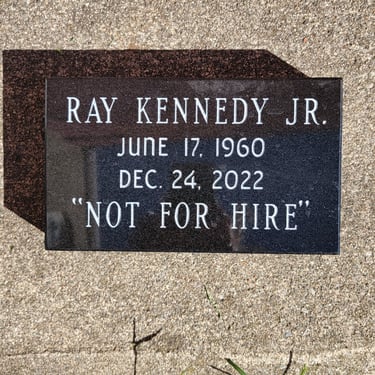 RAY KENNEDY JR.
JUNE 17, 1960
DEC. 24, 2022
"NOT FOR HIRE"